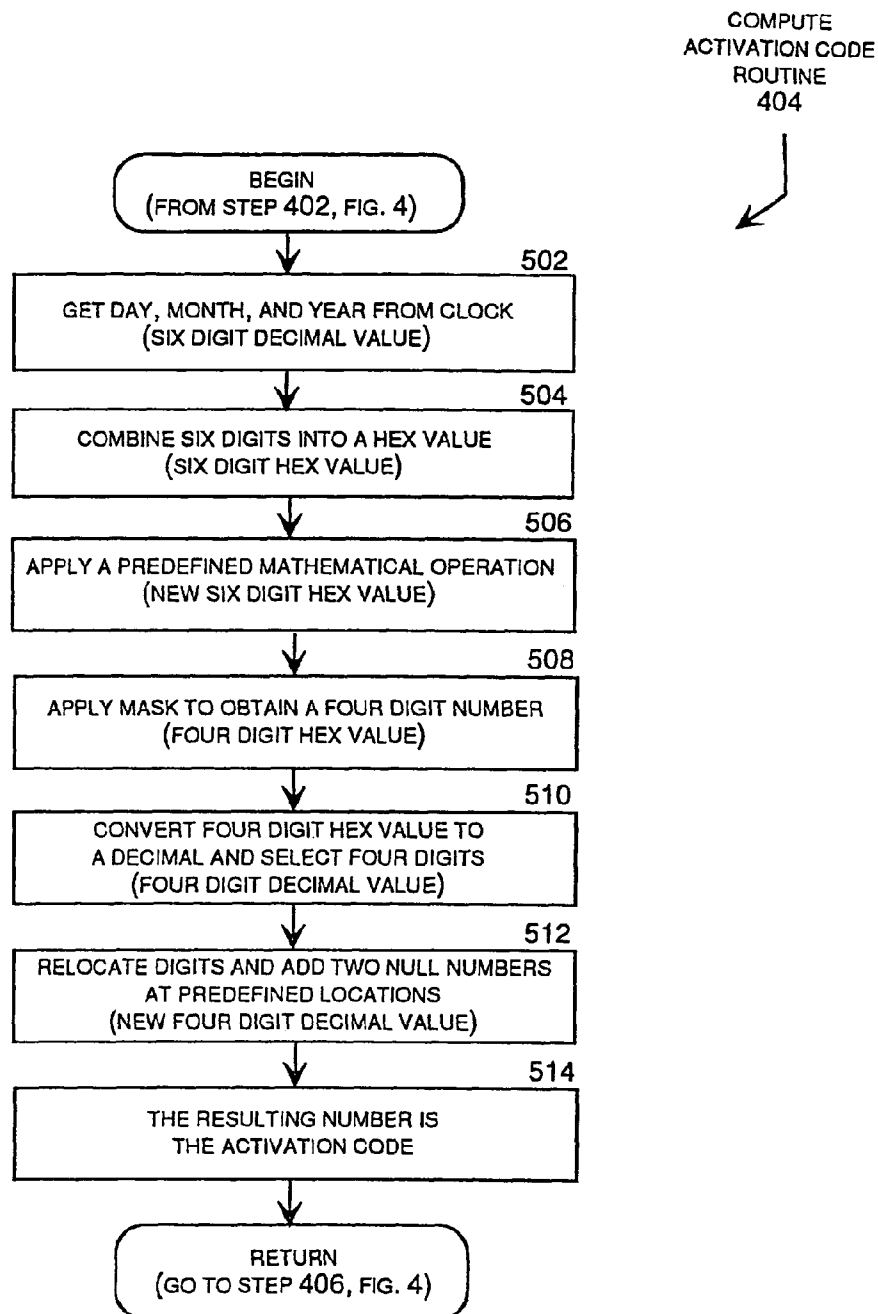 COMPUTE
ACTIVATION CODE
ROUTINE
404
BEGIN
(FROM STEP 402, FIG. 4)
502
GET DAY, MONTH, AND YEAR FROM CLOCK
(SIX DIGIT DECIMAL VALUE)
504
COMBINE SIX DIGITS INTO A HEX VALUE
(SIX DIGIT HEX VALUE)
506
APPLY A PREDEFINED MATHEMATICAL OPERATION
(NEW SIX DIGIT HEX VALUE)
508
APPLY MASK TO OBTAIN A FOUR DIGIT NUMBER
(FOUR DIGIT HEX VALUE)
510
CONVERT FOUR DIGIT HEX VALUE TO
A DECIMAL AND SELECT FOUR DIGITS
(FOUR DIGIT DECIMAL VALUE)
512
RELOCATE DIGITS AND ADD TWO NULL NUMBERS
AT PREDEFINED LOCATIONS
(NEW FOUR DIGIT DECIMAL VALUE)
514
THE RESULTING NUMBER IS
THE ACTIVATION CODE
RETURN
(GO TO STEP 406, FIG. 4)